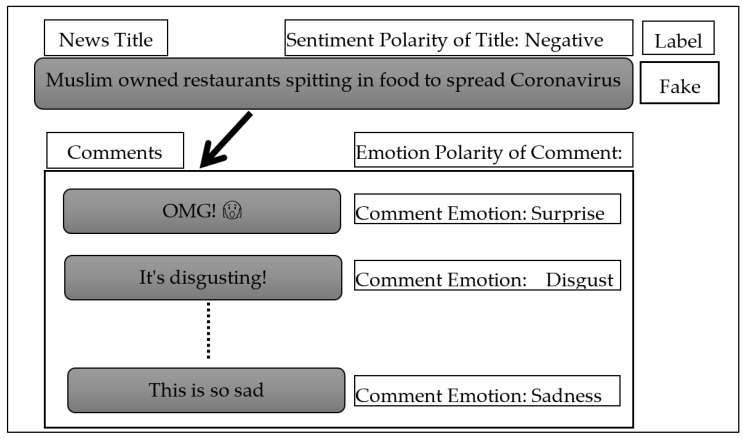 News Title
Sentiment Polarity of Title: Negative
Label
Muslim owned restaurants spitting in food to spread Coronavirus
Fake
Comments
Emotion Polarity of Comment:
OMG! 😱
Comment Emotion: Surprise
It's disgusting!
Comment Emotion: Disgust
This is so sad
Comment Emotion: Sadness